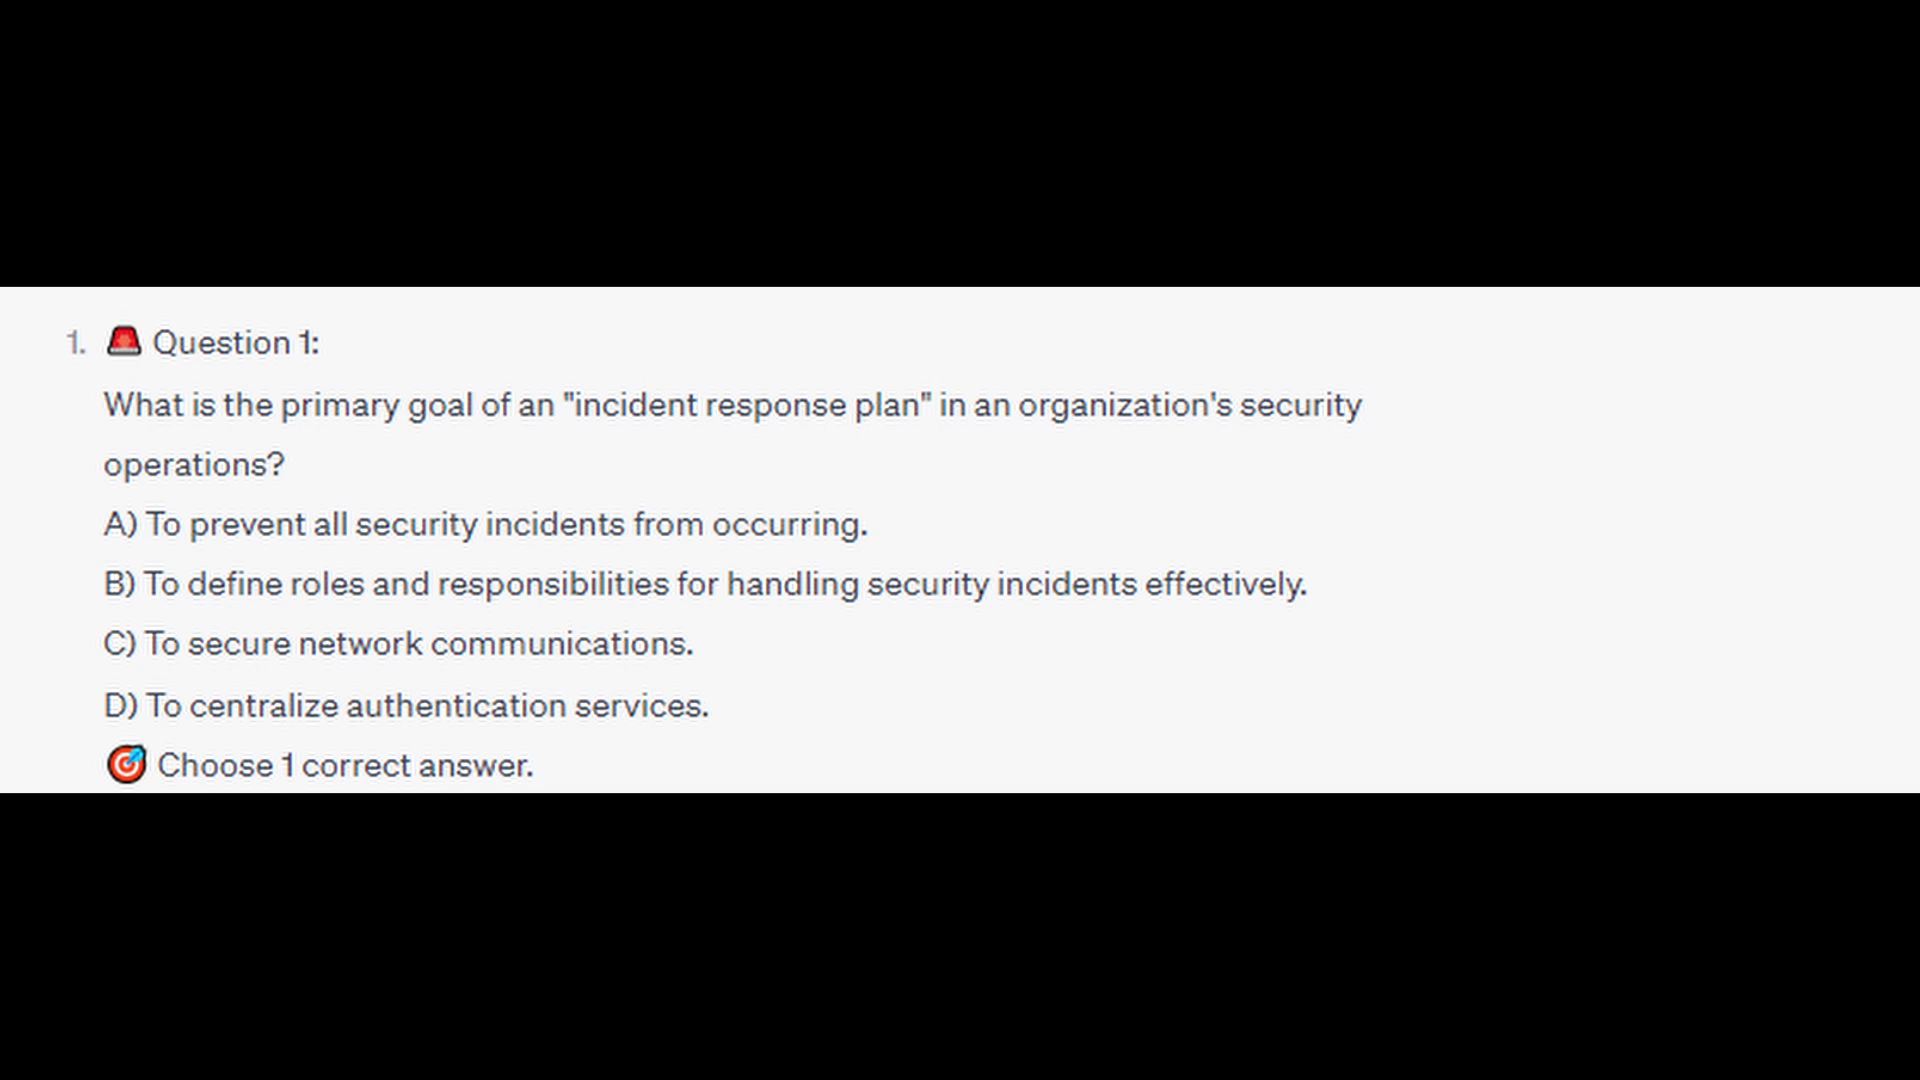 1. 🚨 Question 1:
What is the primary goal of an "incident response plan" in an organization's security
operations?
A) To prevent all security incidents from occurring.
B) To define roles and responsibilities for handling security incidents effectively.
C) To secure network communications.
D) To centralize authentication services.
🎯 Choose 1 correct answer.